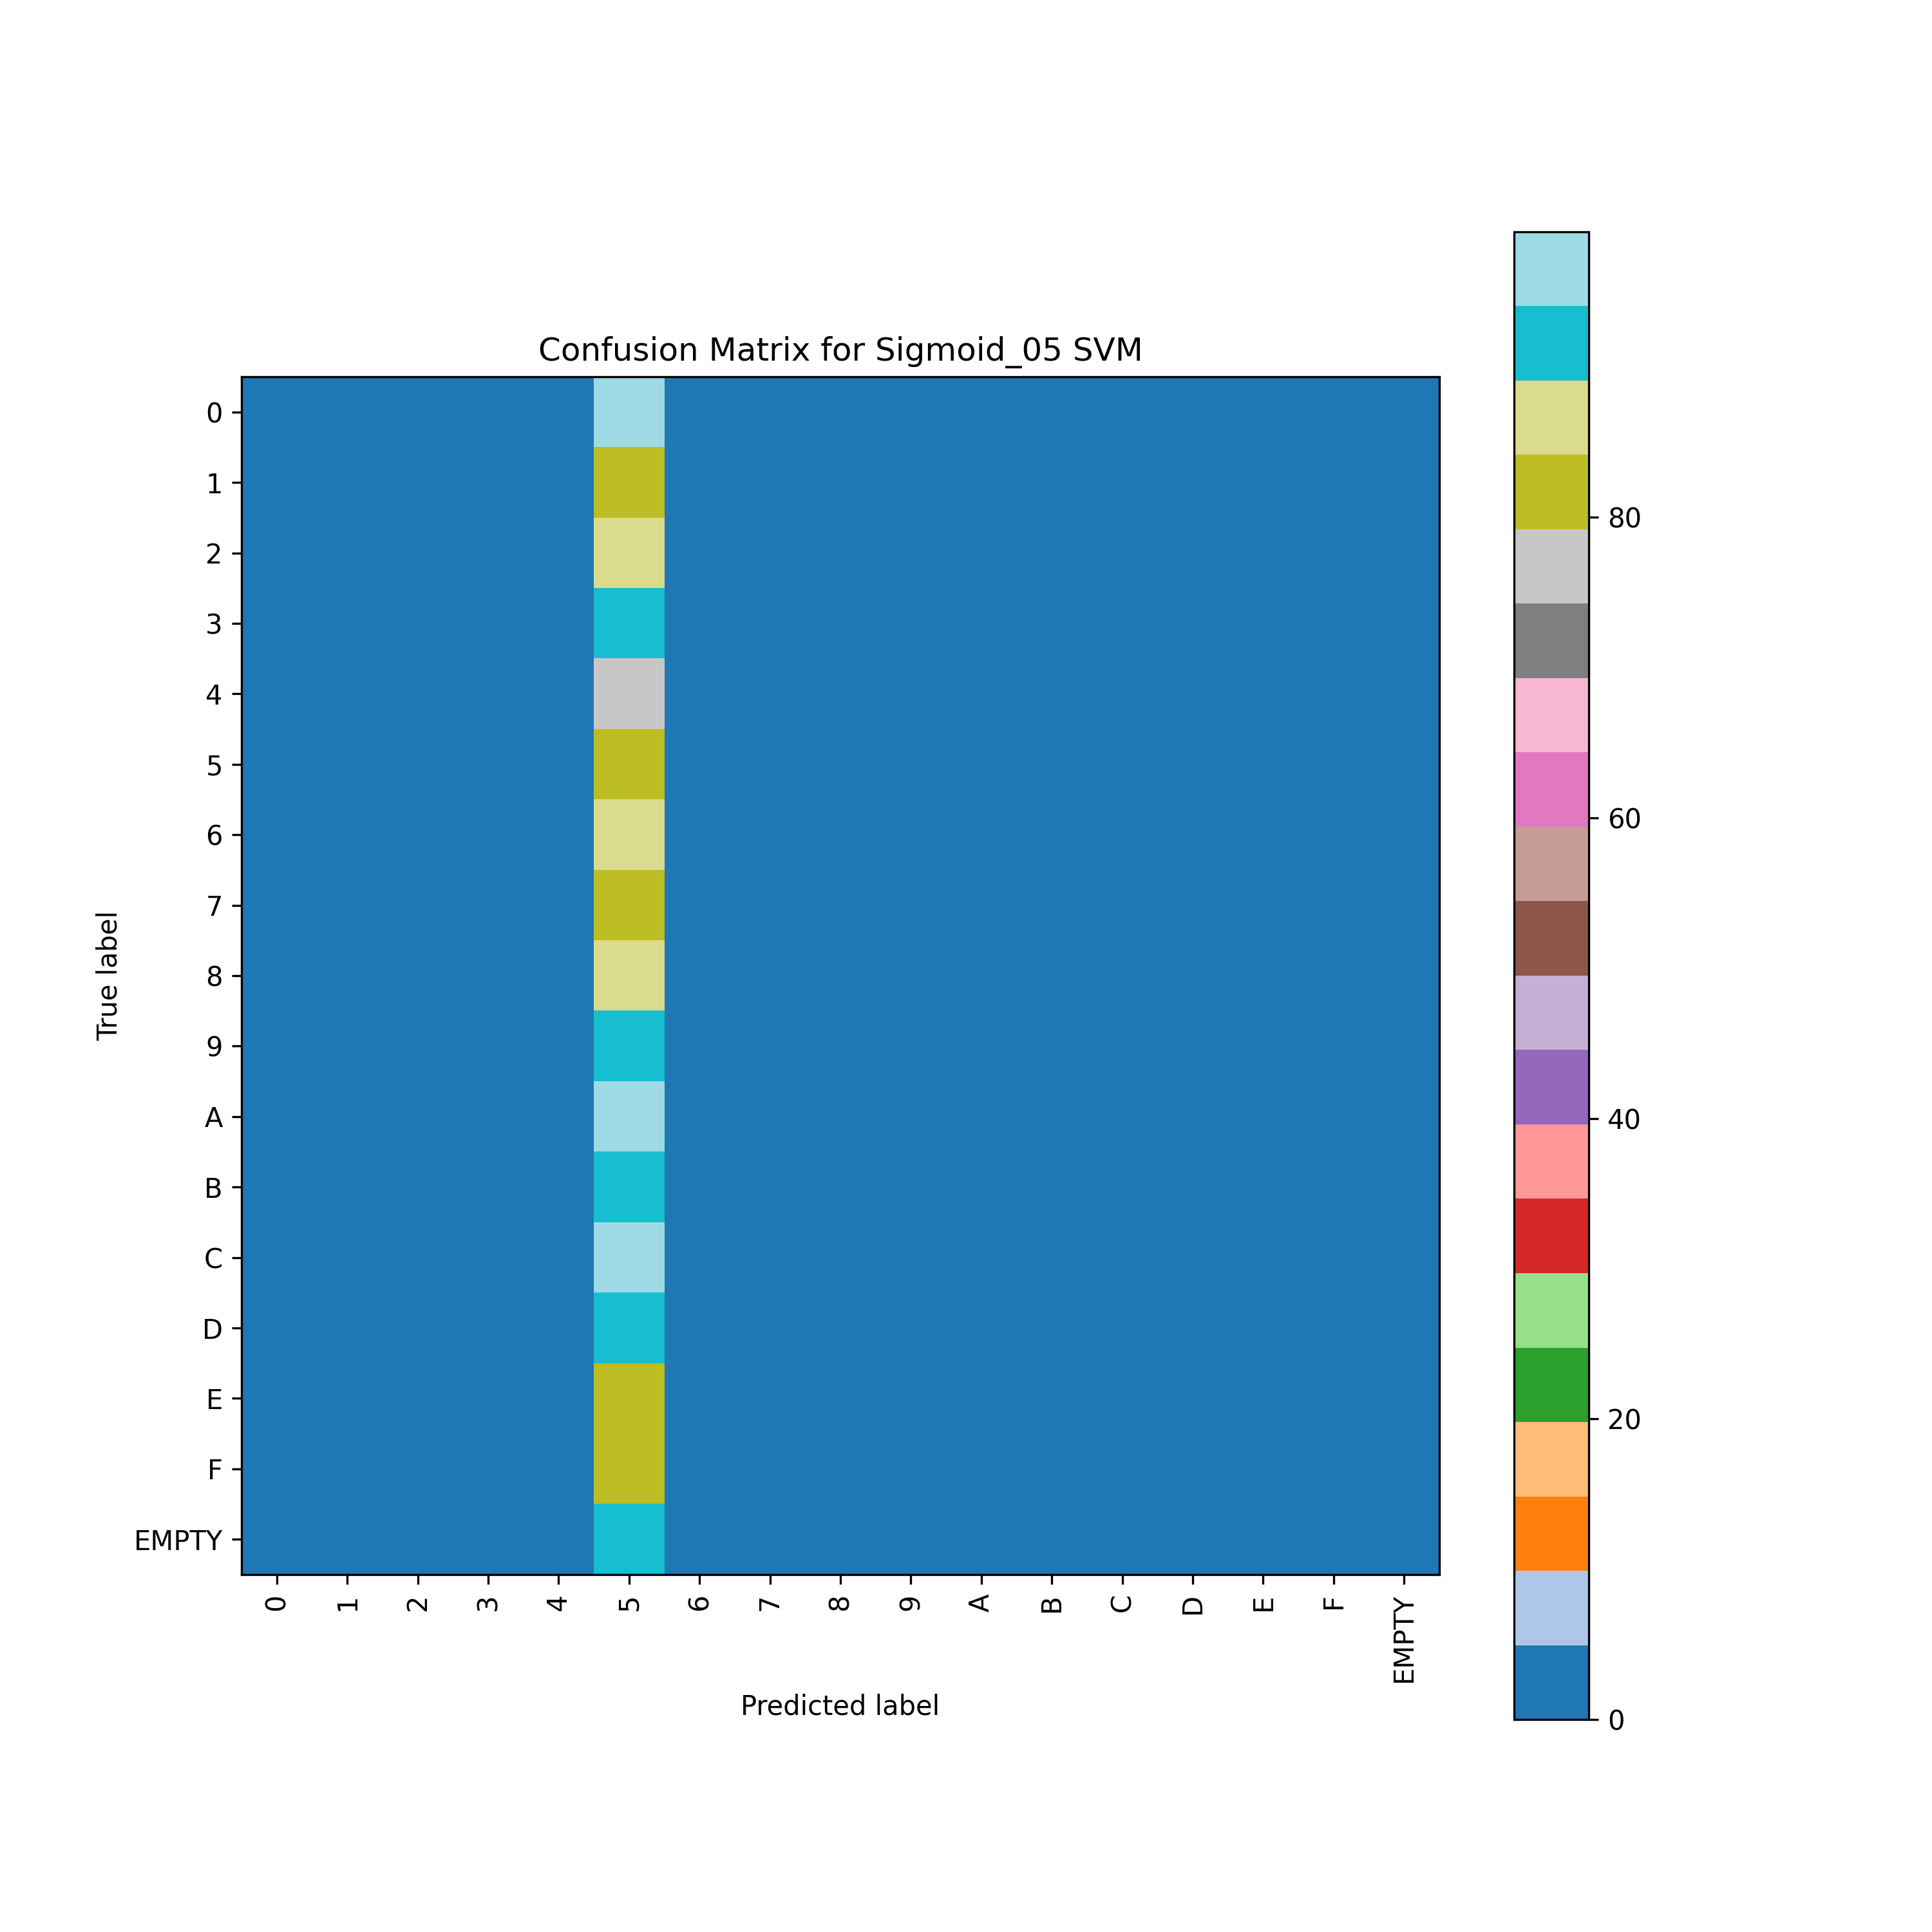 Confusion Matrix for Sigmoid_05 SVM
True label
0
1
2
3
4
5
6
7
8
9
A
B
C
D
E
F
EMPTY
0 1 2 3 4 5 6 7 8 9 A B C D E F EMPTY
Predicted label
80
60
40
20
0